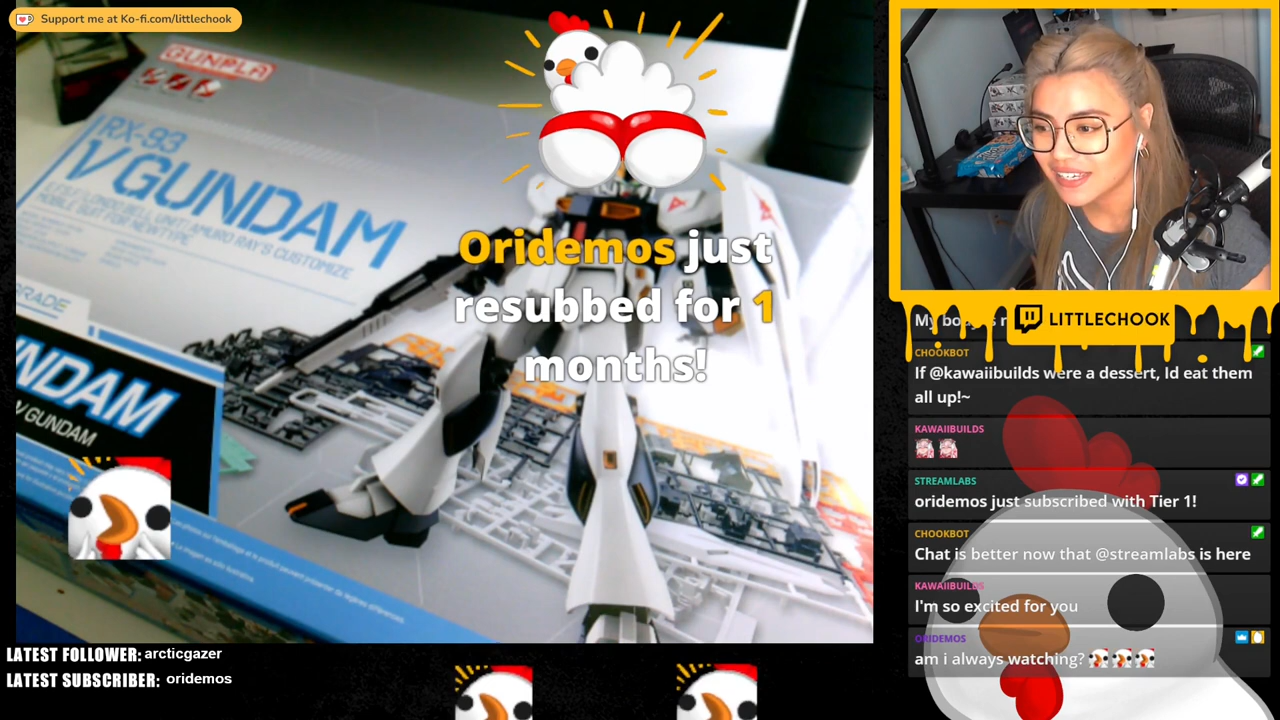 Support me at Ko-fi.com/littlechook
GUNPLA
RX-93
ν GUNDAM
Oridemos just
resubbed for 1
months!
GRADE
NDAM
ν GUNDAM
LITTLECHOOK
CHOOKBOT
If @kawaiibuilds were a dessert, Id eat them
all up!~
KAWAIIBUILDS
STREAMLABS
oridemos just subscribed with Tier 1!
CHOOKBOT
Chat is better now that @streamlabs is here
KAWAIIBUILDS
I'm so excited for you
ORIDEMOS
am i always watching?
LATEST FOLLOWER: arcticgazer
LATEST SUBSCRIBER: oridemos